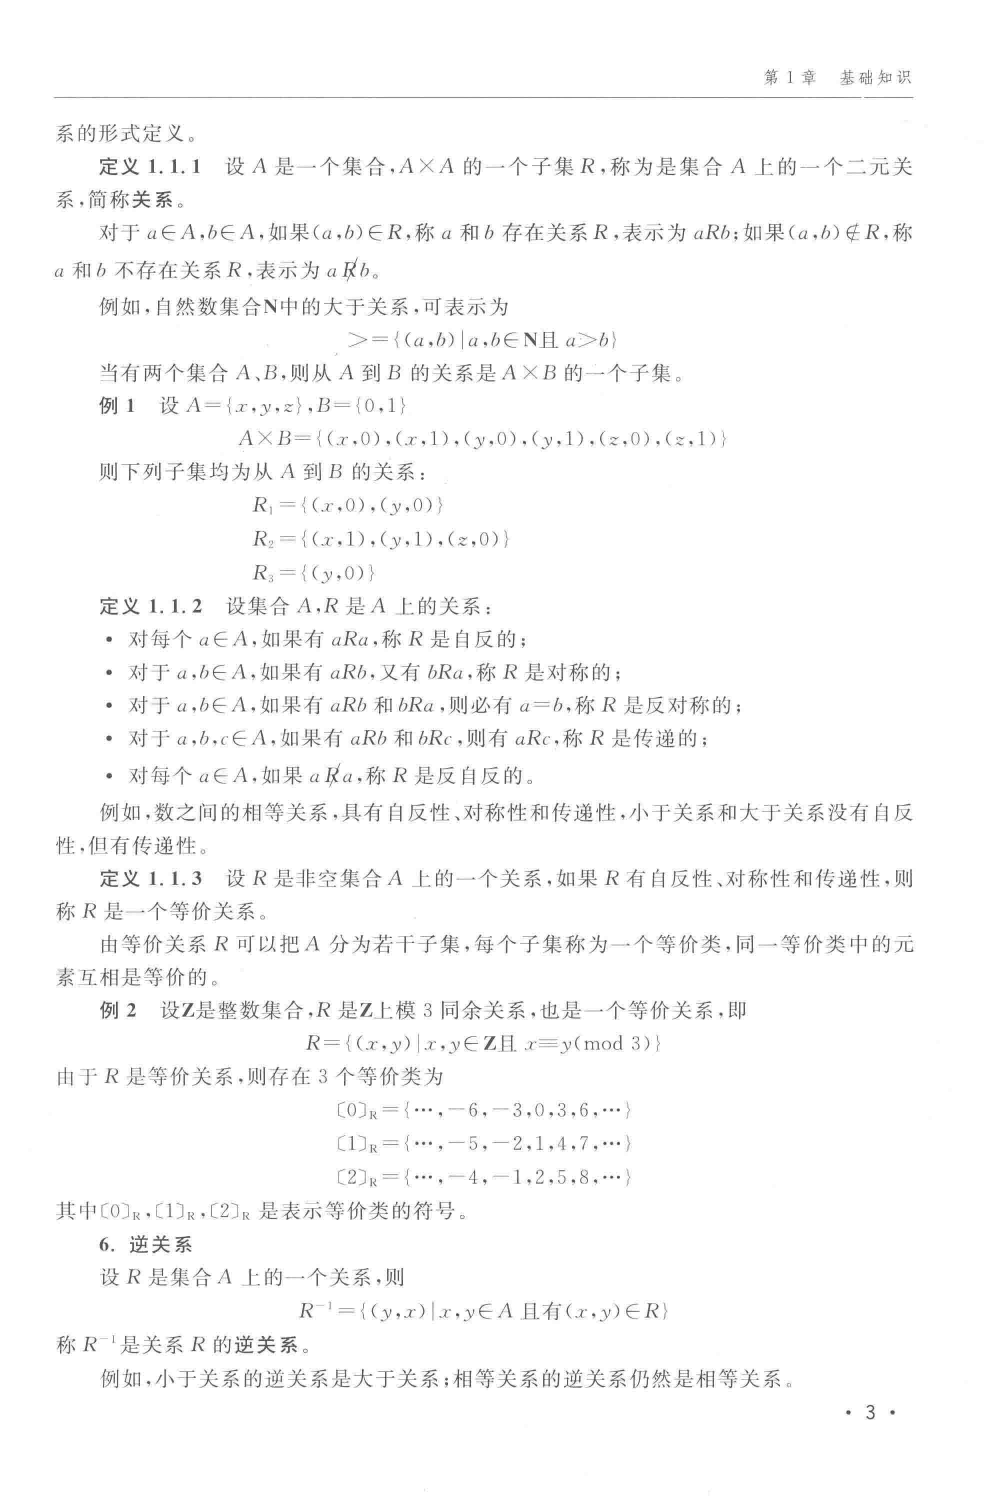 第 1 章　基础知识
系的形式定义。
定义 1.1.1　设 A 是一个集合,A×A 的一个子集 R,称为是集合 A 上的一个二元关
系,简称关系。
对于 a∈A,b∈A,如果(a,b)∈R,称 a 和 b 存在关系 R,表示为 aRb;如果(a,b)∉R,称
a 和 b 不存在关系 R,表示为 a R̸ b。
例如,自然数集合N中的大于关系,可表示为
>={(a,b)|a,b∈N且 a>b}
当有两个集合 A、B,则从 A 到 B 的关系是 A×B 的一个子集。
例 1　设 A={x,y,z},B={0,1}
A×B={(x,0),(x,1),(y,0),(y,1),(z,0),(z,1)}
则下列子集均为从 A 到 B 的关系:
R₁={(x,0),(y,0)}
R₂={(x,1),(y,1),(z,0)}
R₃={(y,0)}
定义 1.1.2　设集合 A,R 是 A 上的关系:
• 对每个 a∈A,如果有 aRa,称 R 是自反的;
• 对于 a,b∈A,如果有 aRb,又有 bRa,称 R 是对称的;
• 对于 a,b∈A,如果有 aRb 和 bRa,则必有 a=b,称 R 是反对称的;
• 对于 a,b,c∈A,如果有 aRb 和 bRc,则有 aRc,称 R 是传递的;
• 对每个 a∈A,如果 a R̸ a,称 R 是反自反的。
例如,数之间的相等关系,具有自反性、对称性和传递性,小于关系和大于关系没有自反
性,但有传递性。
定义 1.1.3　设 R 是非空集合 A 上的一个关系,如果 R 有自反性、对称性和传递性,则
称 R 是一个等价关系。
由等价关系 R 可以把 A 分为若干子集,每个子集称为一个等价类,同一等价类中的元
素互相是等价的。
例 2　设Z是整数集合,R 是Z上模 3 同余关系,也是一个等价关系,即
R={(x,y)|x,y∈Z且 x≡y(mod 3)}
由于 R 是等价关系,则存在 3 个等价类为
〔0〕R={…,−6,−3,0,3,6,…}
〔1〕R={…,−5,−2,1,4,7,…}
〔2〕R={…,−4,−1,2,5,8,…}
其中〔0〕R,〔1〕R,〔2〕R 是表示等价类的符号。
6. 逆关系
设 R 是集合 A 上的一个关系,则
R⁻¹={(y,x)|x,y∈A 且有(x,y)∈R}
称 R⁻¹是关系 R 的逆关系。
例如,小于关系的逆关系是大于关系;相等关系的逆关系仍然是相等关系。
• 3 •